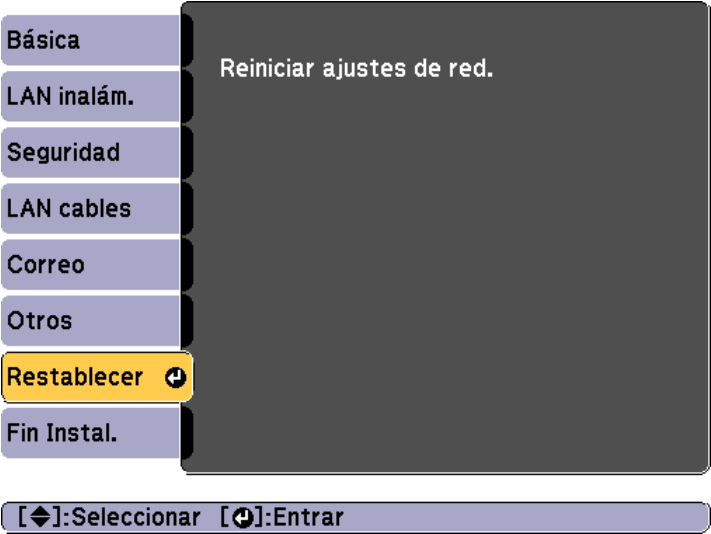 Básica
LAN inalám.
Seguridad
LAN cables
Correo
Otros
Restablecer
Fin Instal.
Reiniciar ajustes de red.
[◆]:Seleccionar [↵]:Entrar